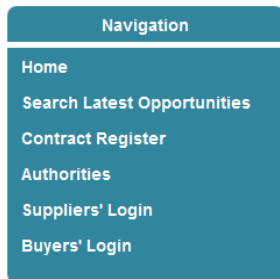 Navigation
Home
Search Latest Opportunities
Contract Register
Authorities
Suppliers' Login
Buyers' Login